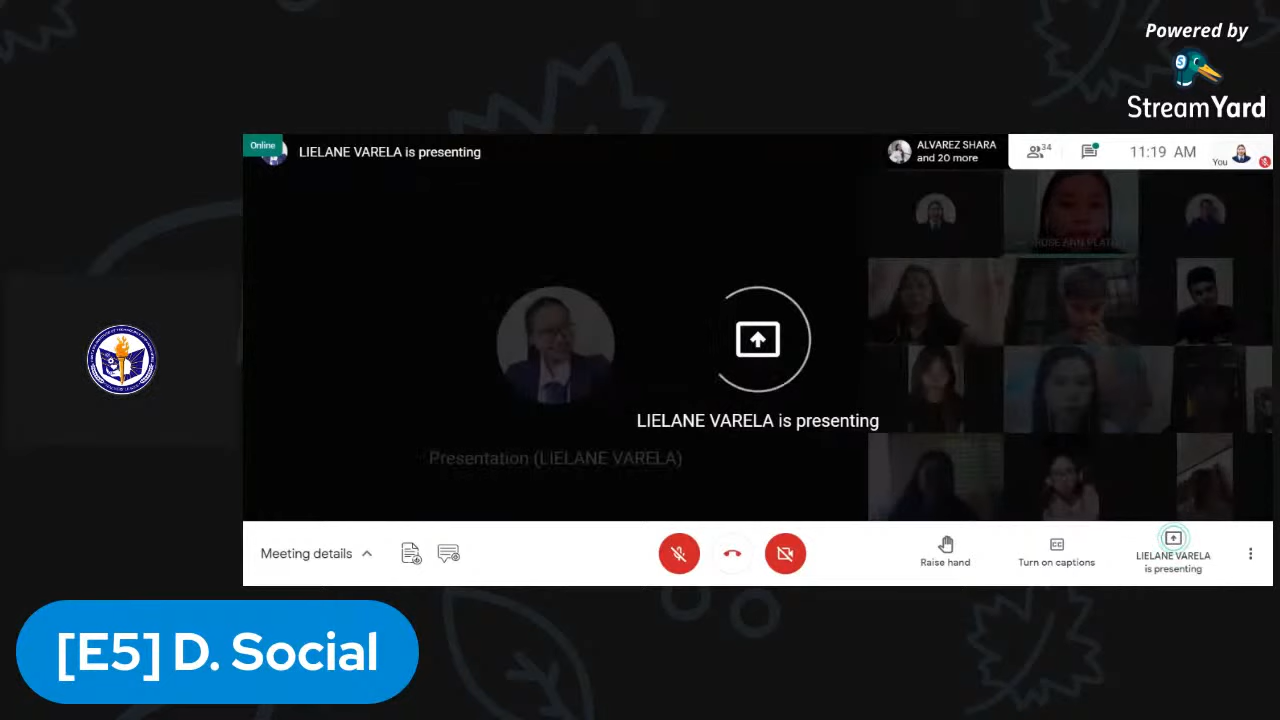 Powered by
StreamYard
Online
LIELANE VARELA is presenting
ALVAREZ SHARA
and 20 more
34
11:19 AM
You
LIELANE VARELA is presenting
Presentation (LIELANE VARELA)
Meeting details
Raise hand
CC
Turn on captions
LIELANE VARELA
is presenting
[E5] D. Social